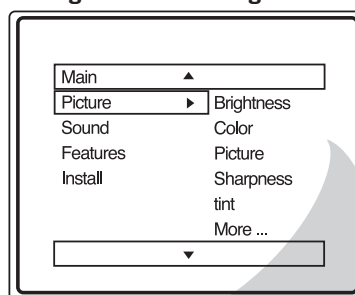 Main ▲
Picture ▶ Brightness
Sound Color
Features Picture
Install Sharpness
tint
More ...
▼